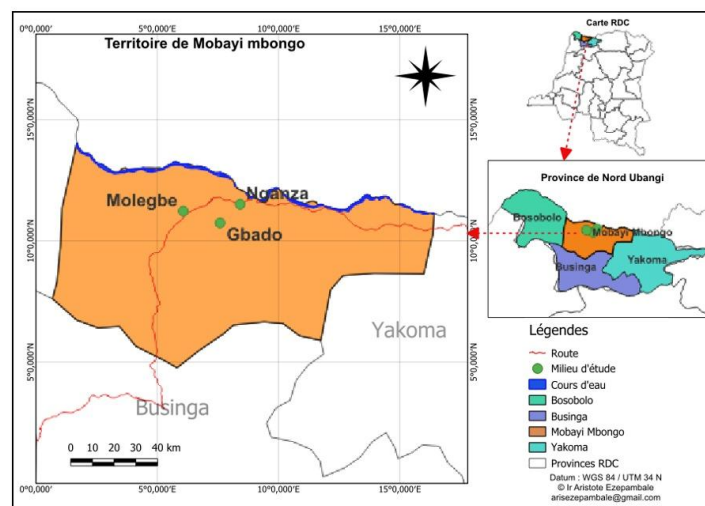 Territoire de Mobayi mbongo
Carte RDC
15°0,000'N
10°0,000'N
5°0,000'N
Molegbe
Nganza
Gbado
Yakoma
Businga
0 10 20 30 40 km
0°0,000' 5°0,000'N 10°0,000'N 15°0,000'N
0°0,000' 5°0,000'N 10°0,000'N 15°0,000'N
15°0,000'N
10°0,000'N
5°0,000'N
Province de Nord Ubangi
Bosobolo
Mobayi Mbongo
Yakoma
Businga
Légendes
Route
Milieu d'étude
Cours d'eau
Bosobolo
Businga
Mobayi Mbongo
Yakoma
Provinces RDC
Datum : WGS 84 / UTM 34 N
© Ir Aristote Ezepambale
arisezepambale@gmail.com